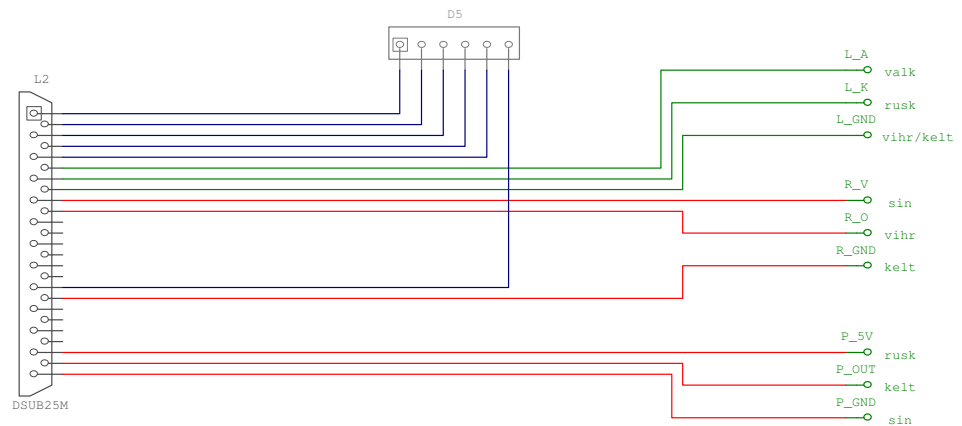 D5
L_A
valk
L2
L_K
rusk
L_GND
vihr/kelt
R_V
sin
R_O
vihr
R_GND
kelt
P_5V
rusk
P_OUT
kelt
DSUB25M
P_GND
sin